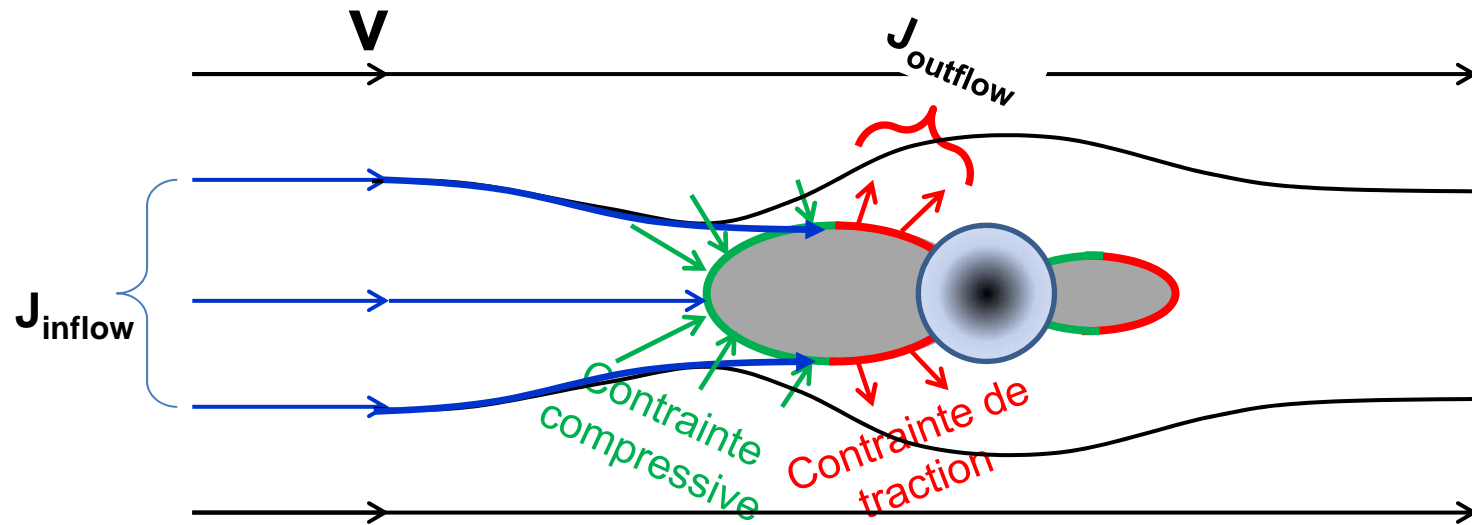 V
J outflow
J inflow
Contrainte
compressive
Contrainte de
traction